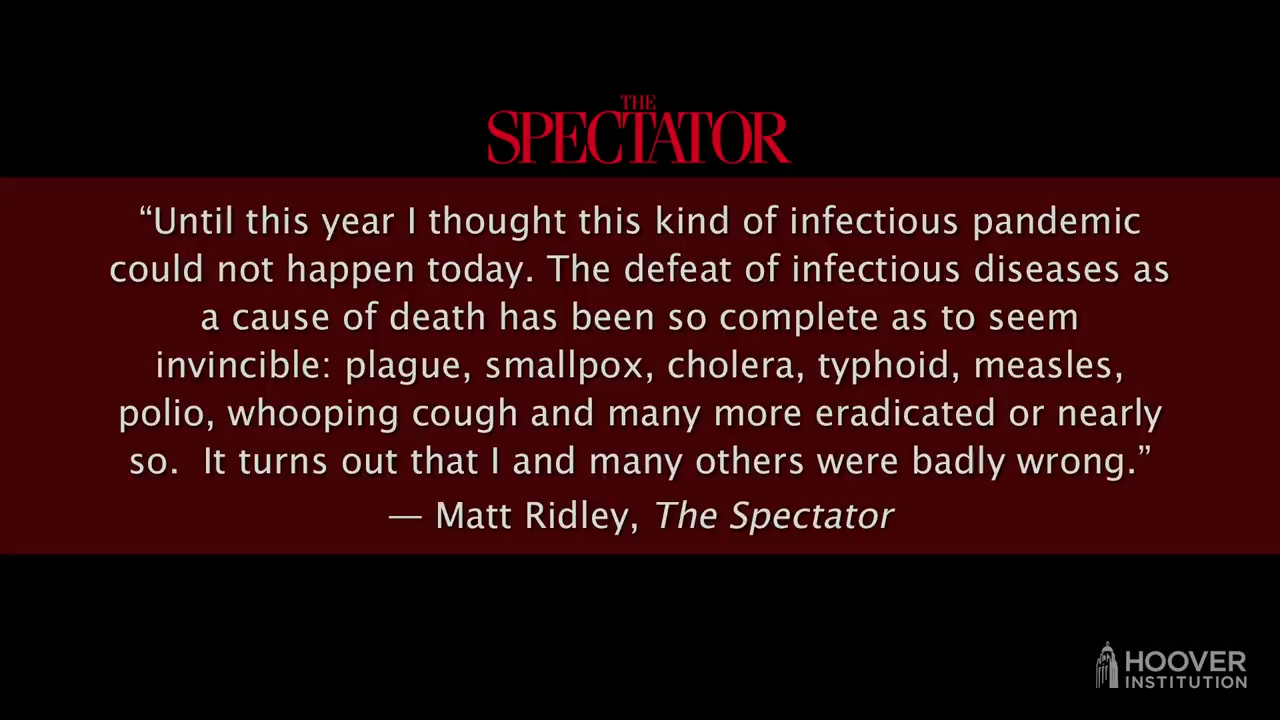 THE
SPECTATOR
“Until this year I thought this kind of infectious pandemic
could not happen today. The defeat of infectious diseases as
a cause of death has been so complete as to seem
invincible: plague, smallpox, cholera, typhoid, measles,
polio, whooping cough and many more eradicated or nearly
so.  It turns out that I and many others were badly wrong.”
— Matt Ridley, The Spectator
HOOVER
INSTITUTION